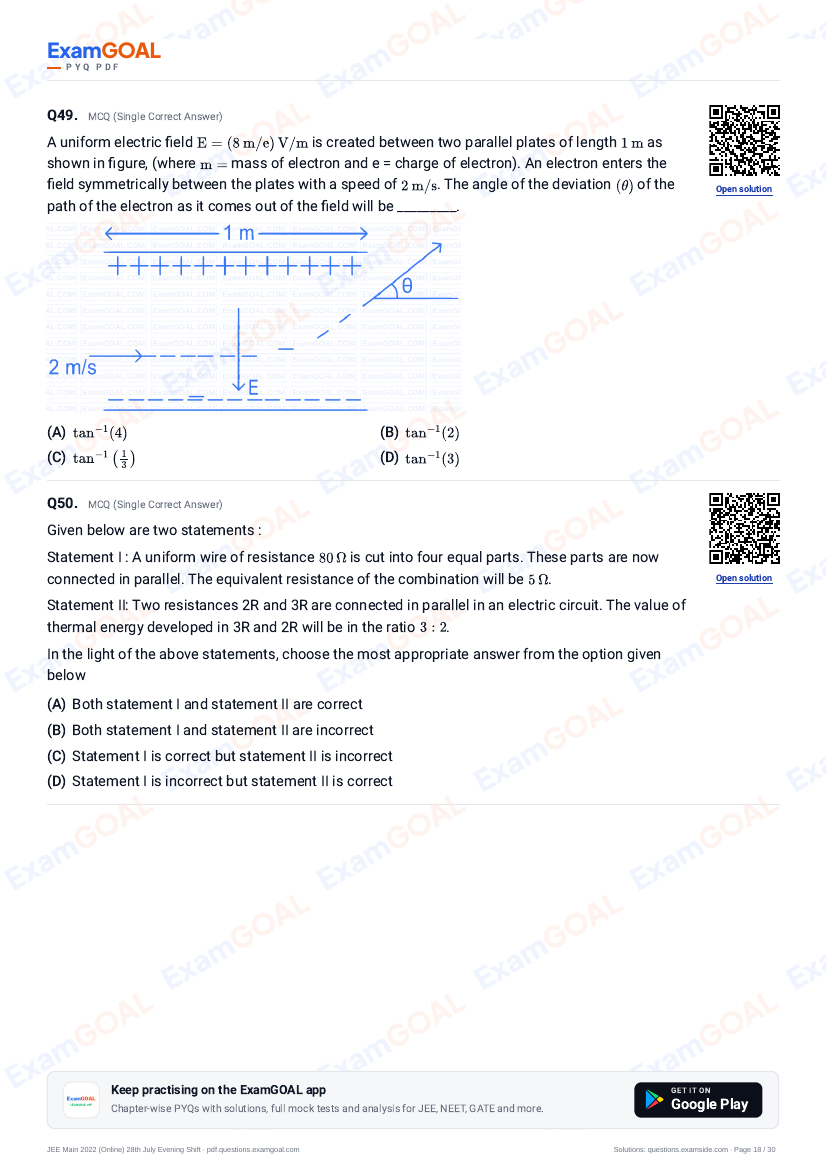 ExamGOAL
PYQ PDF
Q49. MCQ (Single Correct Answer)
A uniform electric field E = (8 m/e) V/m is created between two parallel plates of length 1 m as
shown in figure, (where m = mass of electron and e = charge of electron). An electron enters the
field symmetrically between the plates with a speed of 2 m/s. The angle of the deviation (θ) of the
path of the electron as it comes out of the field will be _________.
Open solution
1 m
θ
2 m/s
E
(A) tan⁻¹(4)
(B) tan⁻¹(2)
(C) tan⁻¹(1/3)
(D) tan⁻¹(3)
Q50. MCQ (Single Correct Answer)
Given below are two statements :
Statement I : A uniform wire of resistance 80 Ω is cut into four equal parts. These parts are now
connected in parallel. The equivalent resistance of the combination will be 5 Ω.
Open solution
Statement II: Two resistances 2R and 3R are connected in parallel in an electric circuit. The value of
thermal energy developed in 3R and 2R will be in the ratio 3 : 2.
In the light of the above statements, choose the most appropriate answer from the option given
below
(A) Both statement I and statement II are correct
(B) Both statement I and statement II are incorrect
(C) Statement I is correct but statement II is incorrect
(D) Statement I is incorrect but statement II is correct
Keep practising on the ExamGOAL app
Chapter-wise PYQs with solutions, full mock tests and analysis for JEE, NEET, GATE and more.
GET IT ON
Google Play
JEE Main 2022 (Online) 28th July Evening Shift · pdf.questions.examgoal.com
Solutions: questions.examside.com · Page 18 / 30